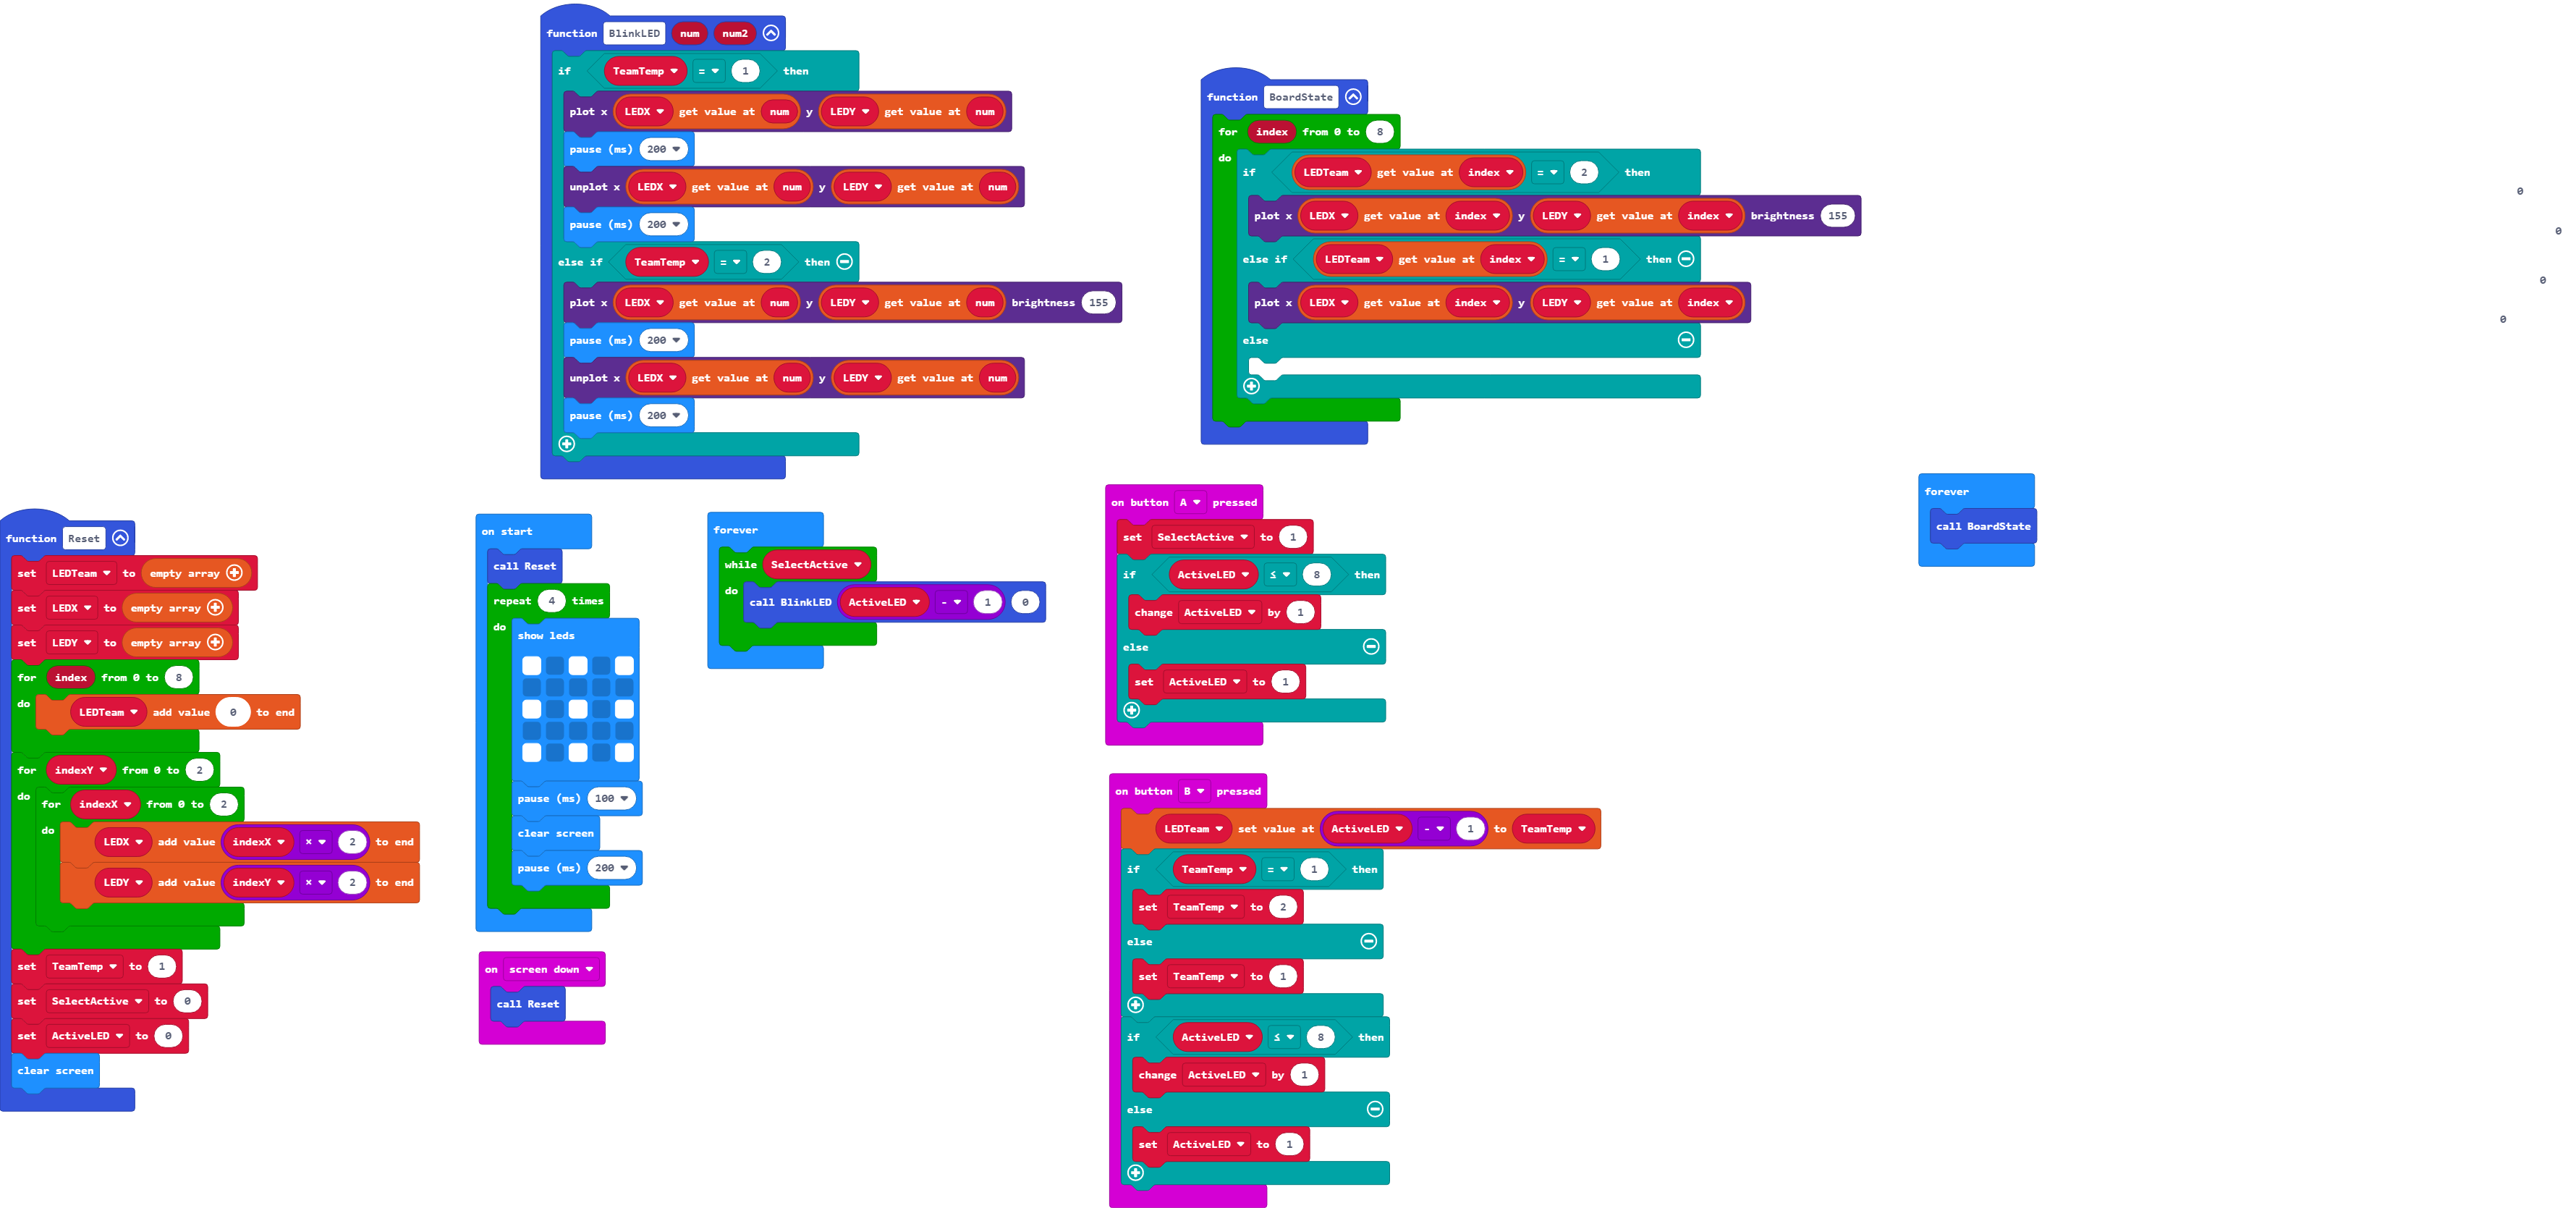 function BlinkLED num num2
if TeamTemp = 1 then
plot x LEDX get value at num y LEDY get value at num
pause (ms) 200
unplot x LEDX get value at num y LEDY get value at num
pause (ms) 200
else if TeamTemp = 2 then
plot x LEDX get value at num y LEDY get value at num brightness 155
pause (ms) 200
unplot x LEDX get value at num y LEDY get value at num
pause (ms) 200
function BoardState
for index from 0 to 8
do
if LEDTeam get value at index = 2 then
plot x LEDX get value at index y LEDY get value at index brightness 155
else if LEDTeam get value at index = 1 then
plot x LEDX get value at index y LEDY get value at index
else
0
0
0
0
function Reset
set LEDTeam to empty array
set LEDX to empty array
set LEDY to empty array
for index from 0 to 8
do LEDTeam add value 0 to end
for indexY from 0 to 2
do for indexX from 0 to 2
do LEDX add value indexX × 2 to end
LEDY add value indexY × 2 to end
set TeamTemp to 1
set SelectActive to 0
set ActiveLED to 0
clear screen
on start
call Reset
repeat 4 times
do show leds
pause (ms) 100
clear screen
pause (ms) 200
on screen down
call Reset
forever
while SelectActive
do call BlinkLED ActiveLED - 1 0
on button A pressed
set SelectActive to 1
if ActiveLED ≤ 8 then
change ActiveLED by 1
else
set ActiveLED to 1
on button B pressed
LEDTeam set value at ActiveLED - 1 to TeamTemp
if TeamTemp = 1 then
set TeamTemp to 2
else
set TeamTemp to 1
if ActiveLED ≤ 8 then
change ActiveLED by 1
else
set ActiveLED to 1
forever
call BoardState